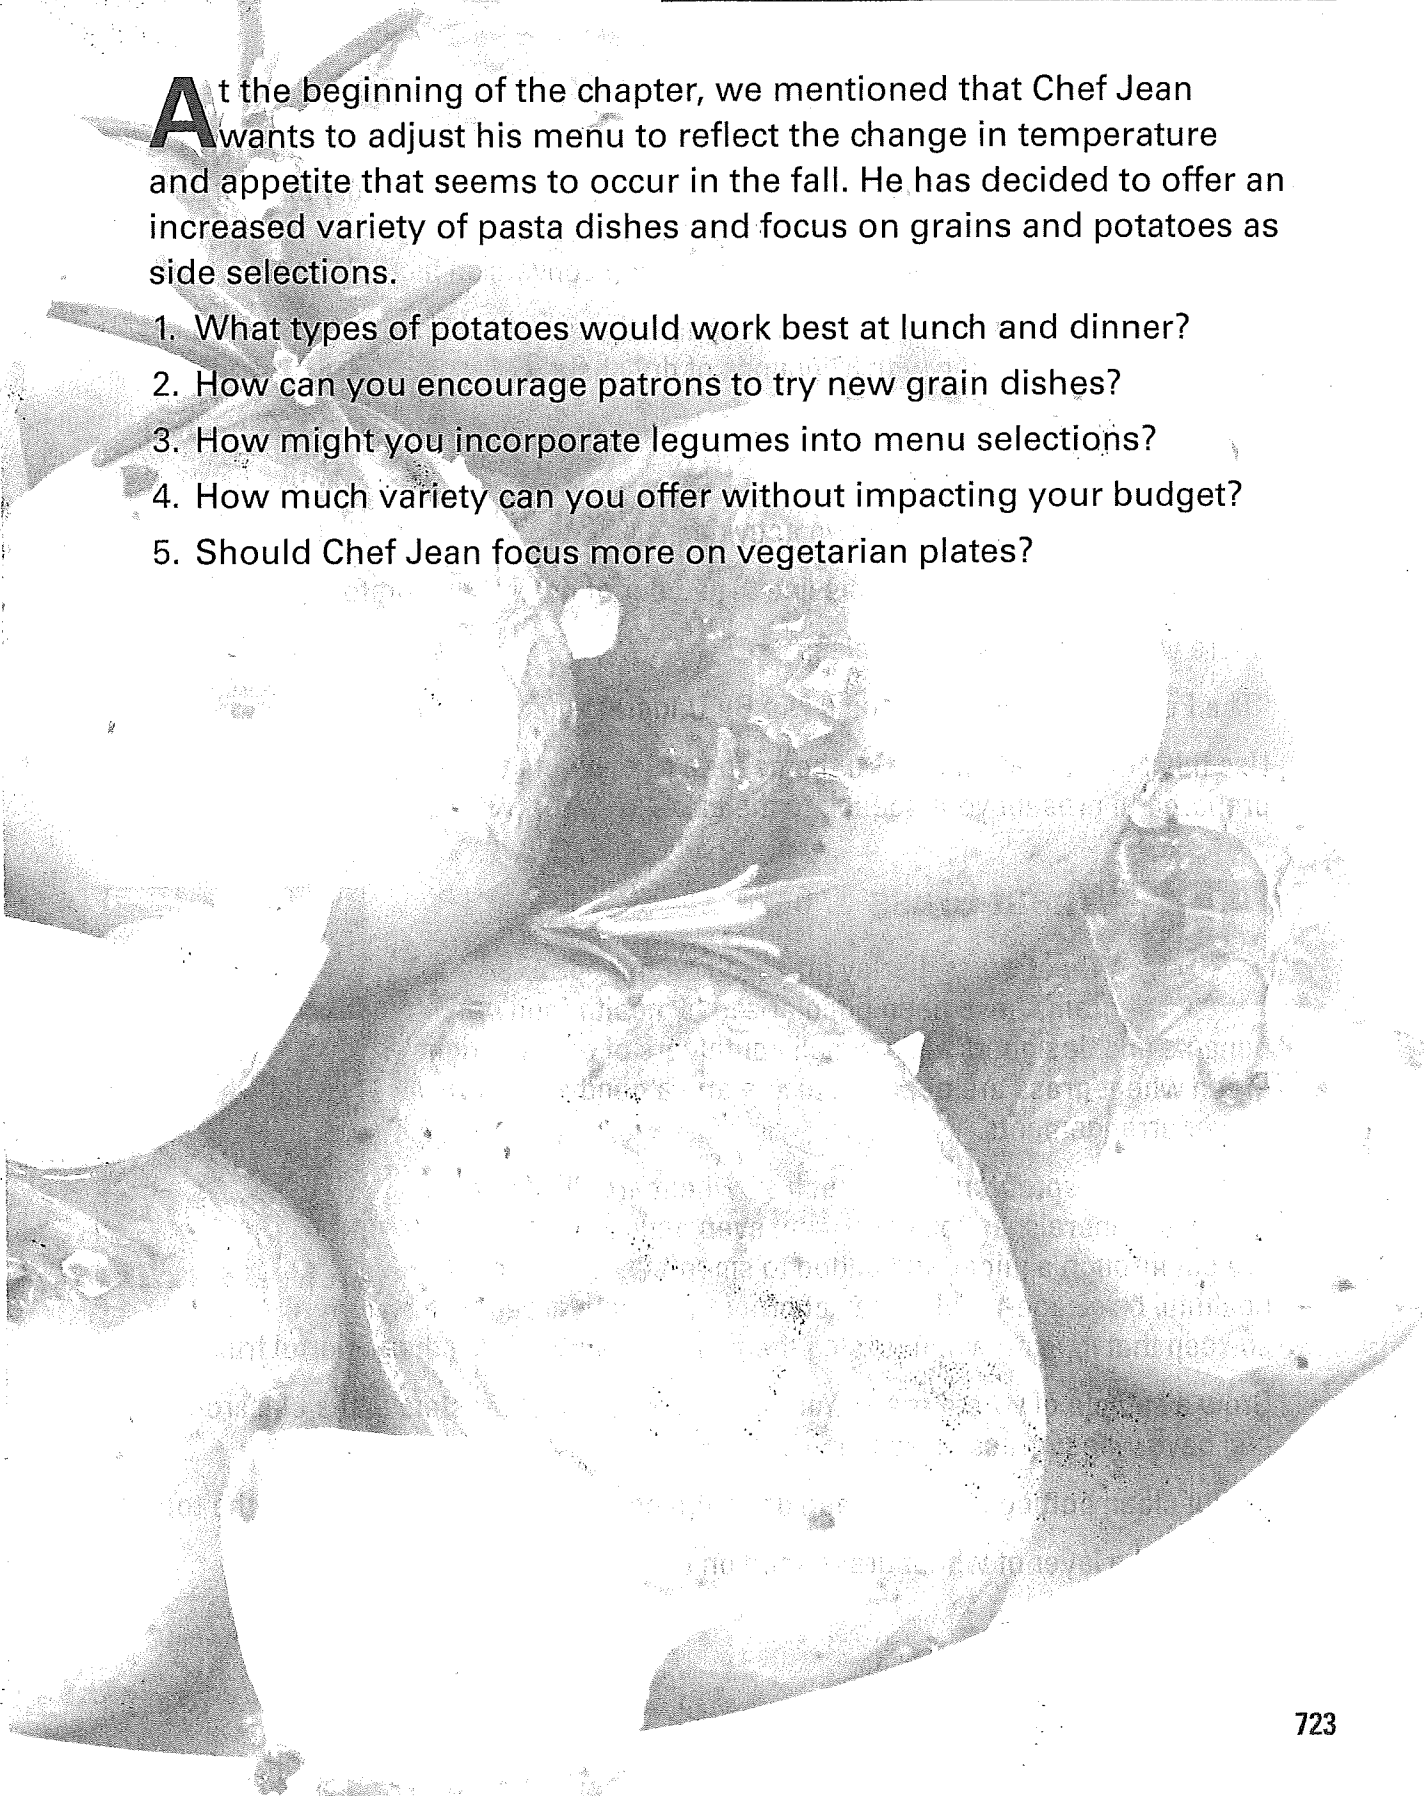 At the beginning of the chapter, we mentioned that Chef Jean
wants to adjust his menu to reflect the change in temperature
and appetite that seems to occur in the fall. He has decided to offer an
increased variety of pasta dishes and focus on grains and potatoes as
side selections.
1. What types of potatoes would work best at lunch and dinner?
2. How can you encourage patrons to try new grain dishes?
3. How might you incorporate legumes into menu selections?
4. How much variety can you offer without impacting your budget?
5. Should Chef Jean focus more on vegetarian plates?
723